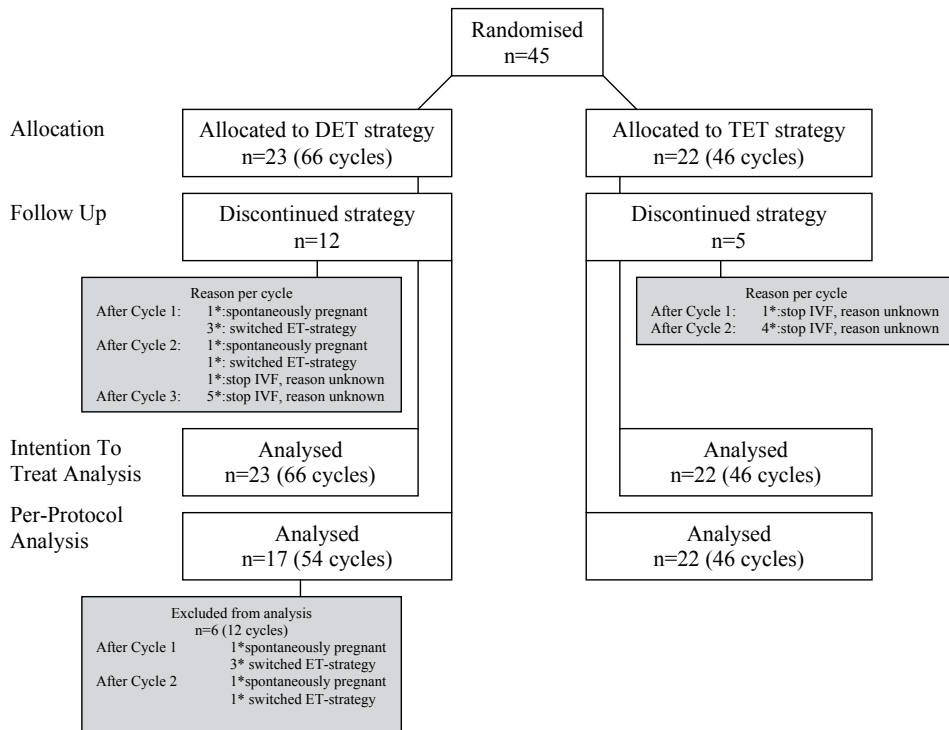 Randomised
n=45
Allocation
Allocated to DET strategy
n=23 (66 cycles)
Allocated to TET strategy
n=22 (46 cycles)
Follow Up
Discontinued strategy
n=12
Discontinued strategy
n=5
Reason per cycle
After Cycle 1: 1*:spontaneously pregnant
3*: switched ET-strategy
After Cycle 2: 1*:spontaneously pregnant
1*: switched ET-strategy
1*:stop IVF, reason unknown
After Cycle 3: 5*:stop IVF, reason unknown
Reason per cycle
After Cycle 1: 1*:stop IVF, reason unknown
After Cycle 2: 4*:stop IVF, reason unknown
Intention To
Treat Analysis
Analysed
n=23 (66 cycles)
Analysed
n=22 (46 cycles)
Per-Protocol
Analysis
Analysed
n=17 (54 cycles)
Analysed
n=22 (46 cycles)
Excluded from analysis
n=6 (12 cycles)
After Cycle 1 1*spontaneously pregnant
3* switched ET-strategy
After Cycle 2 1*spontaneously pregnant
1* switched ET-strategy